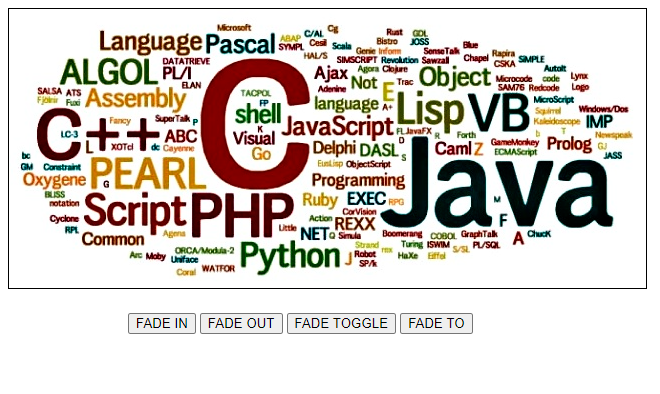 Microsoft
Language
Pascal
ABAP
C/AL
Cg
SYMPL
Cesil
Scala
Rust
GDL
Bistro
JOSS
Genie
Inform
SenseTalk
Blue
Rapira
HAL/S
SIMSCRIPT
Revolution
Sawzall
Chapel
CSKA
SiMPLE
DATATRIEVE
ALGOL
PL/I
ELAN
Ajax
Agora
Clojure
Adenine
Not
E
Trac
Object
Microcode
AutoIt
code
Lynx
SAM76
Redcode
Logo
SALSA
ATS
Fjölnir
Fuxi
Assembly
TACPOL
FP
shell
K
language
A+
Lisp
VB
MicroScript
Squirrel
Windows/Dos
Kaleidoscope
IMP
C++
LC-3
L
Fancy
SuperTalk
P
XOTcl
ABC
dc
Cayenne
C
Visual
Go
JavaScript
FL
JavaFX
R
Forth
b
T
Newspeak
Delphi
DASL
S
Caml
Z
GameMonkey
ECMAScript
Prolog
GJ
JASS
bc
GM
Constraint
Oxygene
G
PEARL
EusLisp
ObjectScript
Programming
Java
BLISS
notation
Cyclone
RPL
Script
PHP
Ruby
EXEC
RPG
CorVision
Action
REXX
M
F
Common
Agena
Little
NET
Q
Simula
Boomerang
COBOL
GraphTalk
A
ChucK
Arc
Moby
ORCA/Modula-2
Uniface
Coral
WATFOR
Python
J
Strand
rex
Robot
SP/k
Turing
ISWIM
S/SL
PL/SQL
HaXe
Eiffel
FADE IN
FADE OUT
FADE TOGGLE
FADE TO